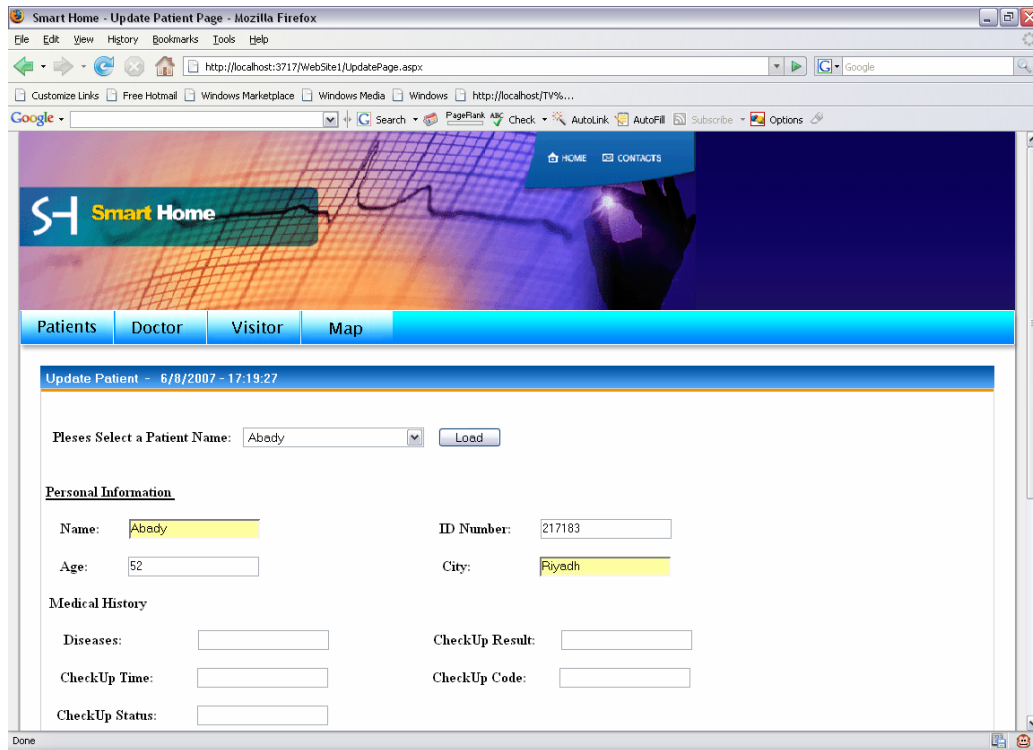 Smart Home - Update Patient Page - Mozilla Firefox
File Edit View History Bookmarks Tools Help
http://localhost:3717/WebSite1/UpdatePage.aspx G Google
Customize Links Free Hotmail Windows Marketplace Windows Media Windows http://localhost/TV%...
Google G Search PageRank ABC Check AutoLink AutoFill Subscribe Options
HOME CONTACTS
SH Smart Home
Patients Doctor Visitor Map
Update Patient - 6/8/2007 - 17:19:27
Pleses Select a Patient Name: Abady Load
Personal Information
Name: Abady ID Number: 217183
Age: 52 City: Riyadh
Medical History
Diseases: CheckUp Result:
CheckUp Time: CheckUp Code:
CheckUp Status:
Done